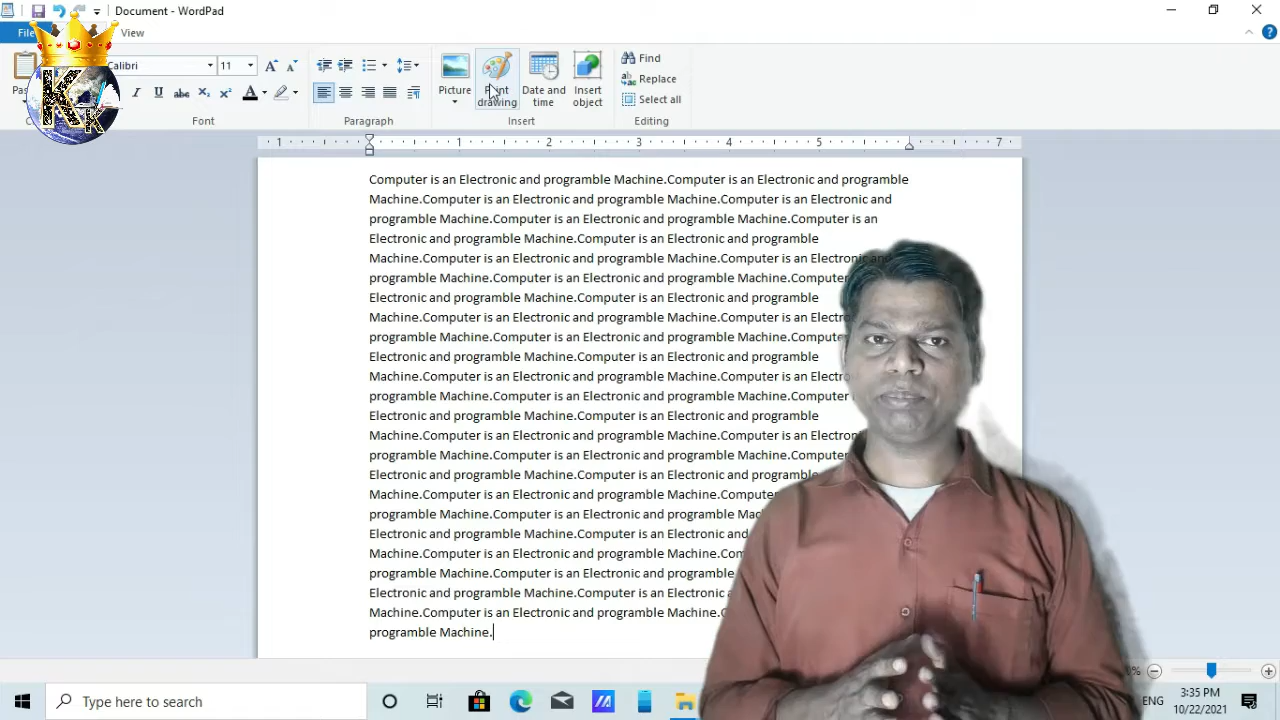 Document - WordPad
File
View
Calibri
11
Picture
Paint drawing
Date and time
Insert object
Find
Replace
Select all
Font
Paragraph
Insert
Editing
1 1 2 3 4 5 7
K
K
Computer is an Electronic and programble Machine.Computer is an Electronic and programble
Machine.Computer is an Electronic and programble Machine.Computer is an Electronic and
programble Machine.Computer is an Electronic and programble Machine.Computer is an
Electronic and programble Machine.Computer is an Electronic and programble
Machine.Computer is an Electronic and programble Machine.Computer is an Electronic and
programble Machine.Computer is an Electronic and programble Machine.Computer
Electronic and programble Machine.Computer is an Electronic and programble
Machine.Computer is an Electronic and programble Machine.Computer is an
programble Machine.Computer is an Electronic and programble Machine.Computer
Electronic and programble Machine.Computer is an Electronic and programble
Machine.Computer is an Electronic and programble Machine.Computer is an
programble Machine.Computer is an Electronic and programble Machine.Computer
Electronic and programble Machine.Computer is an Electronic and programble
Machine.Computer is an Electronic and programble Machine.Computer is an
programble Machine.Computer is an Electronic and programble Machine.Computer
Electronic and programble Machine.Computer is an Electronic and programble
Machine.Computer is an Electronic and programble Machine.Computer
programble Machine.Computer is an Electronic and programble
Electronic and programble Machine.Computer is an Electronic and
Machine.Computer is an Electronic and programble
programble Machine.Computer is an Electronic and programble
Electronic and programble Machine.Computer is an Electronic and
Machine.Computer is an Electronic and programble Machine.
programble Machine.
Type here to search
ENG
3:35 PM
10/22/2021